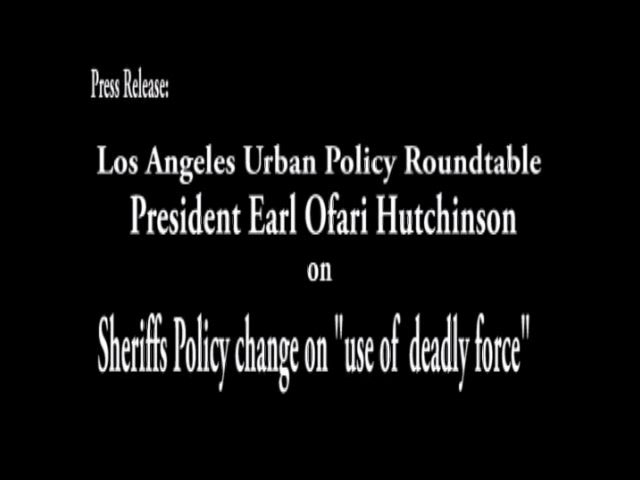 Press Release:
Los Angeles Urban Policy Roundtable
President Earl Ofari Hutchinson
on
Sheriffs Policy change on "use of deadly force"